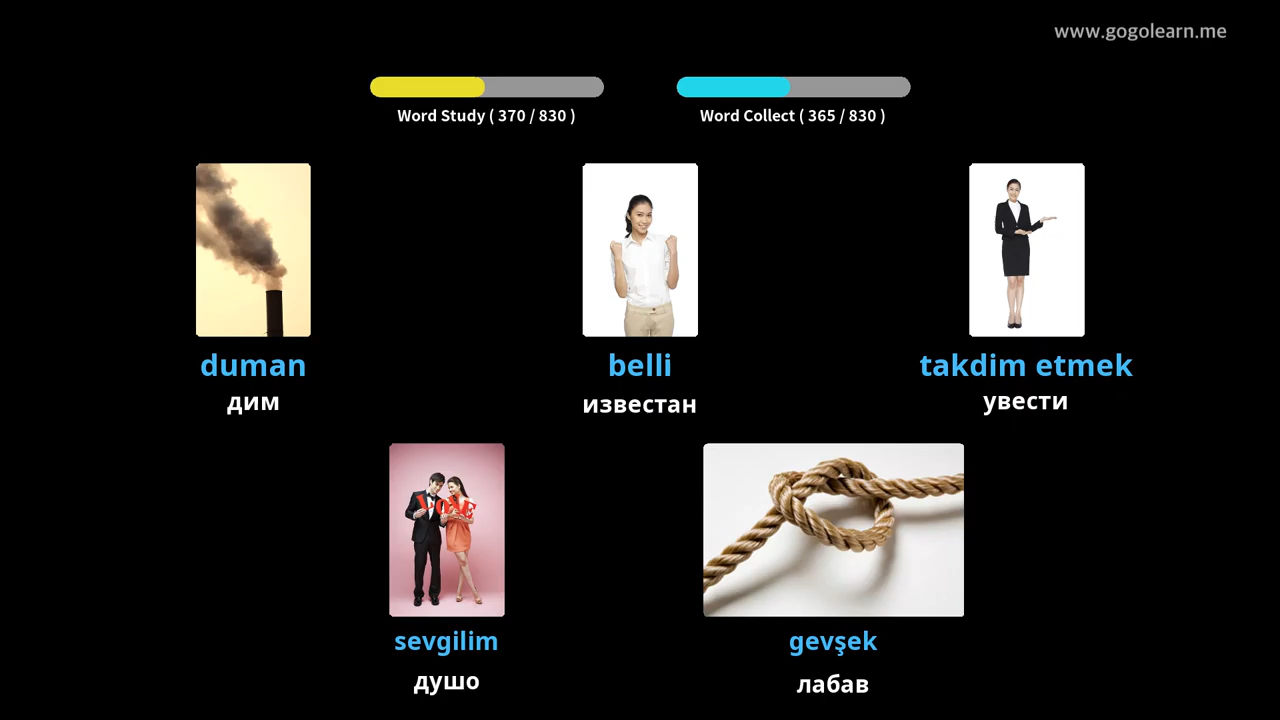 www.gogolearn.me
Word Study ( 370 / 830 )
Word Collect ( 365 / 830 )
duman
belli
takdim etmek
дим
известан
увести
sevgilim
gevşek
душо
лабав